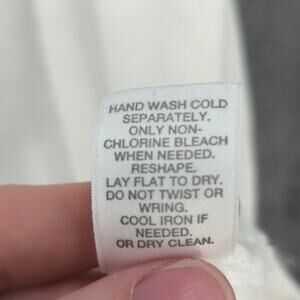 HAND WASH COLD
SEPARATELY.
ONLY NON-
CHLORINE BLEACH
WHEN NEEDED.
RESHAPE.
LAY FLAT TO DRY.
DO NOT TWIST OR
WRING.
COOL IRON IF
NEEDED.
OR DRY CLEAN.